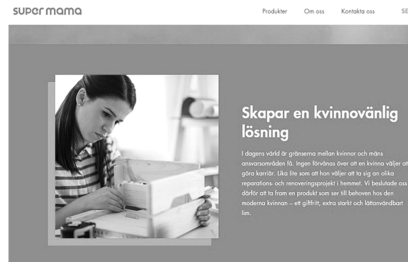 super mama
Produkter Om oss Kontakta oss
Skapar en kvinnovänlig
lösning
I dagens värld är gränserna mellan kvinnor och mäns
ansvarsområden få. Ingen förvånas över att en kvinna väljer att
göra karriär. Lika lite som att hon väljer att ta sig an olika
reparations- och renoveringsprojekt i hemmet. Vi beslutade oss
därför att ta fram en produkt som ser till behoven hos den
moderna kvinnan – ett giftfritt, extra starkt och lättanvändbart
lim.